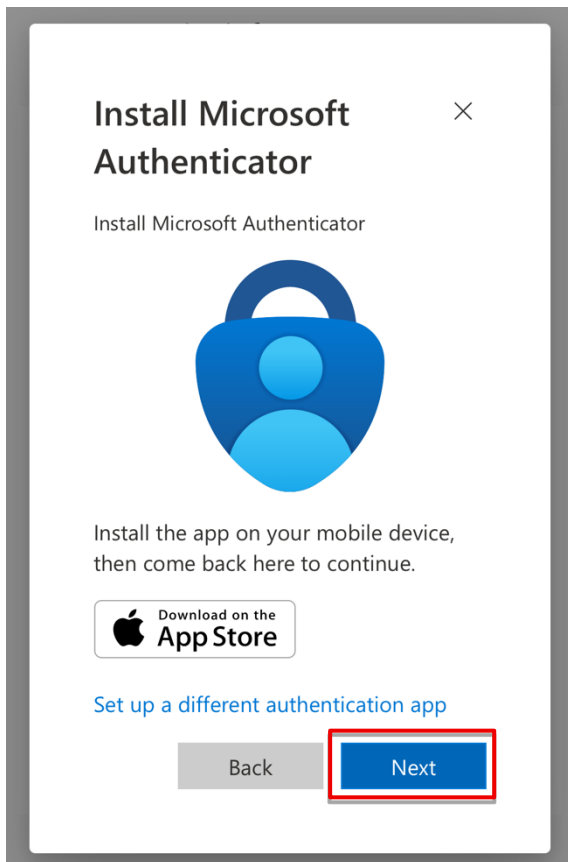 Install Microsoft
Authenticator
Install Microsoft Authenticator
Install the app on your mobile device,
then come back here to continue.
Download on the
App Store
Set up a different authentication app
Back
Next